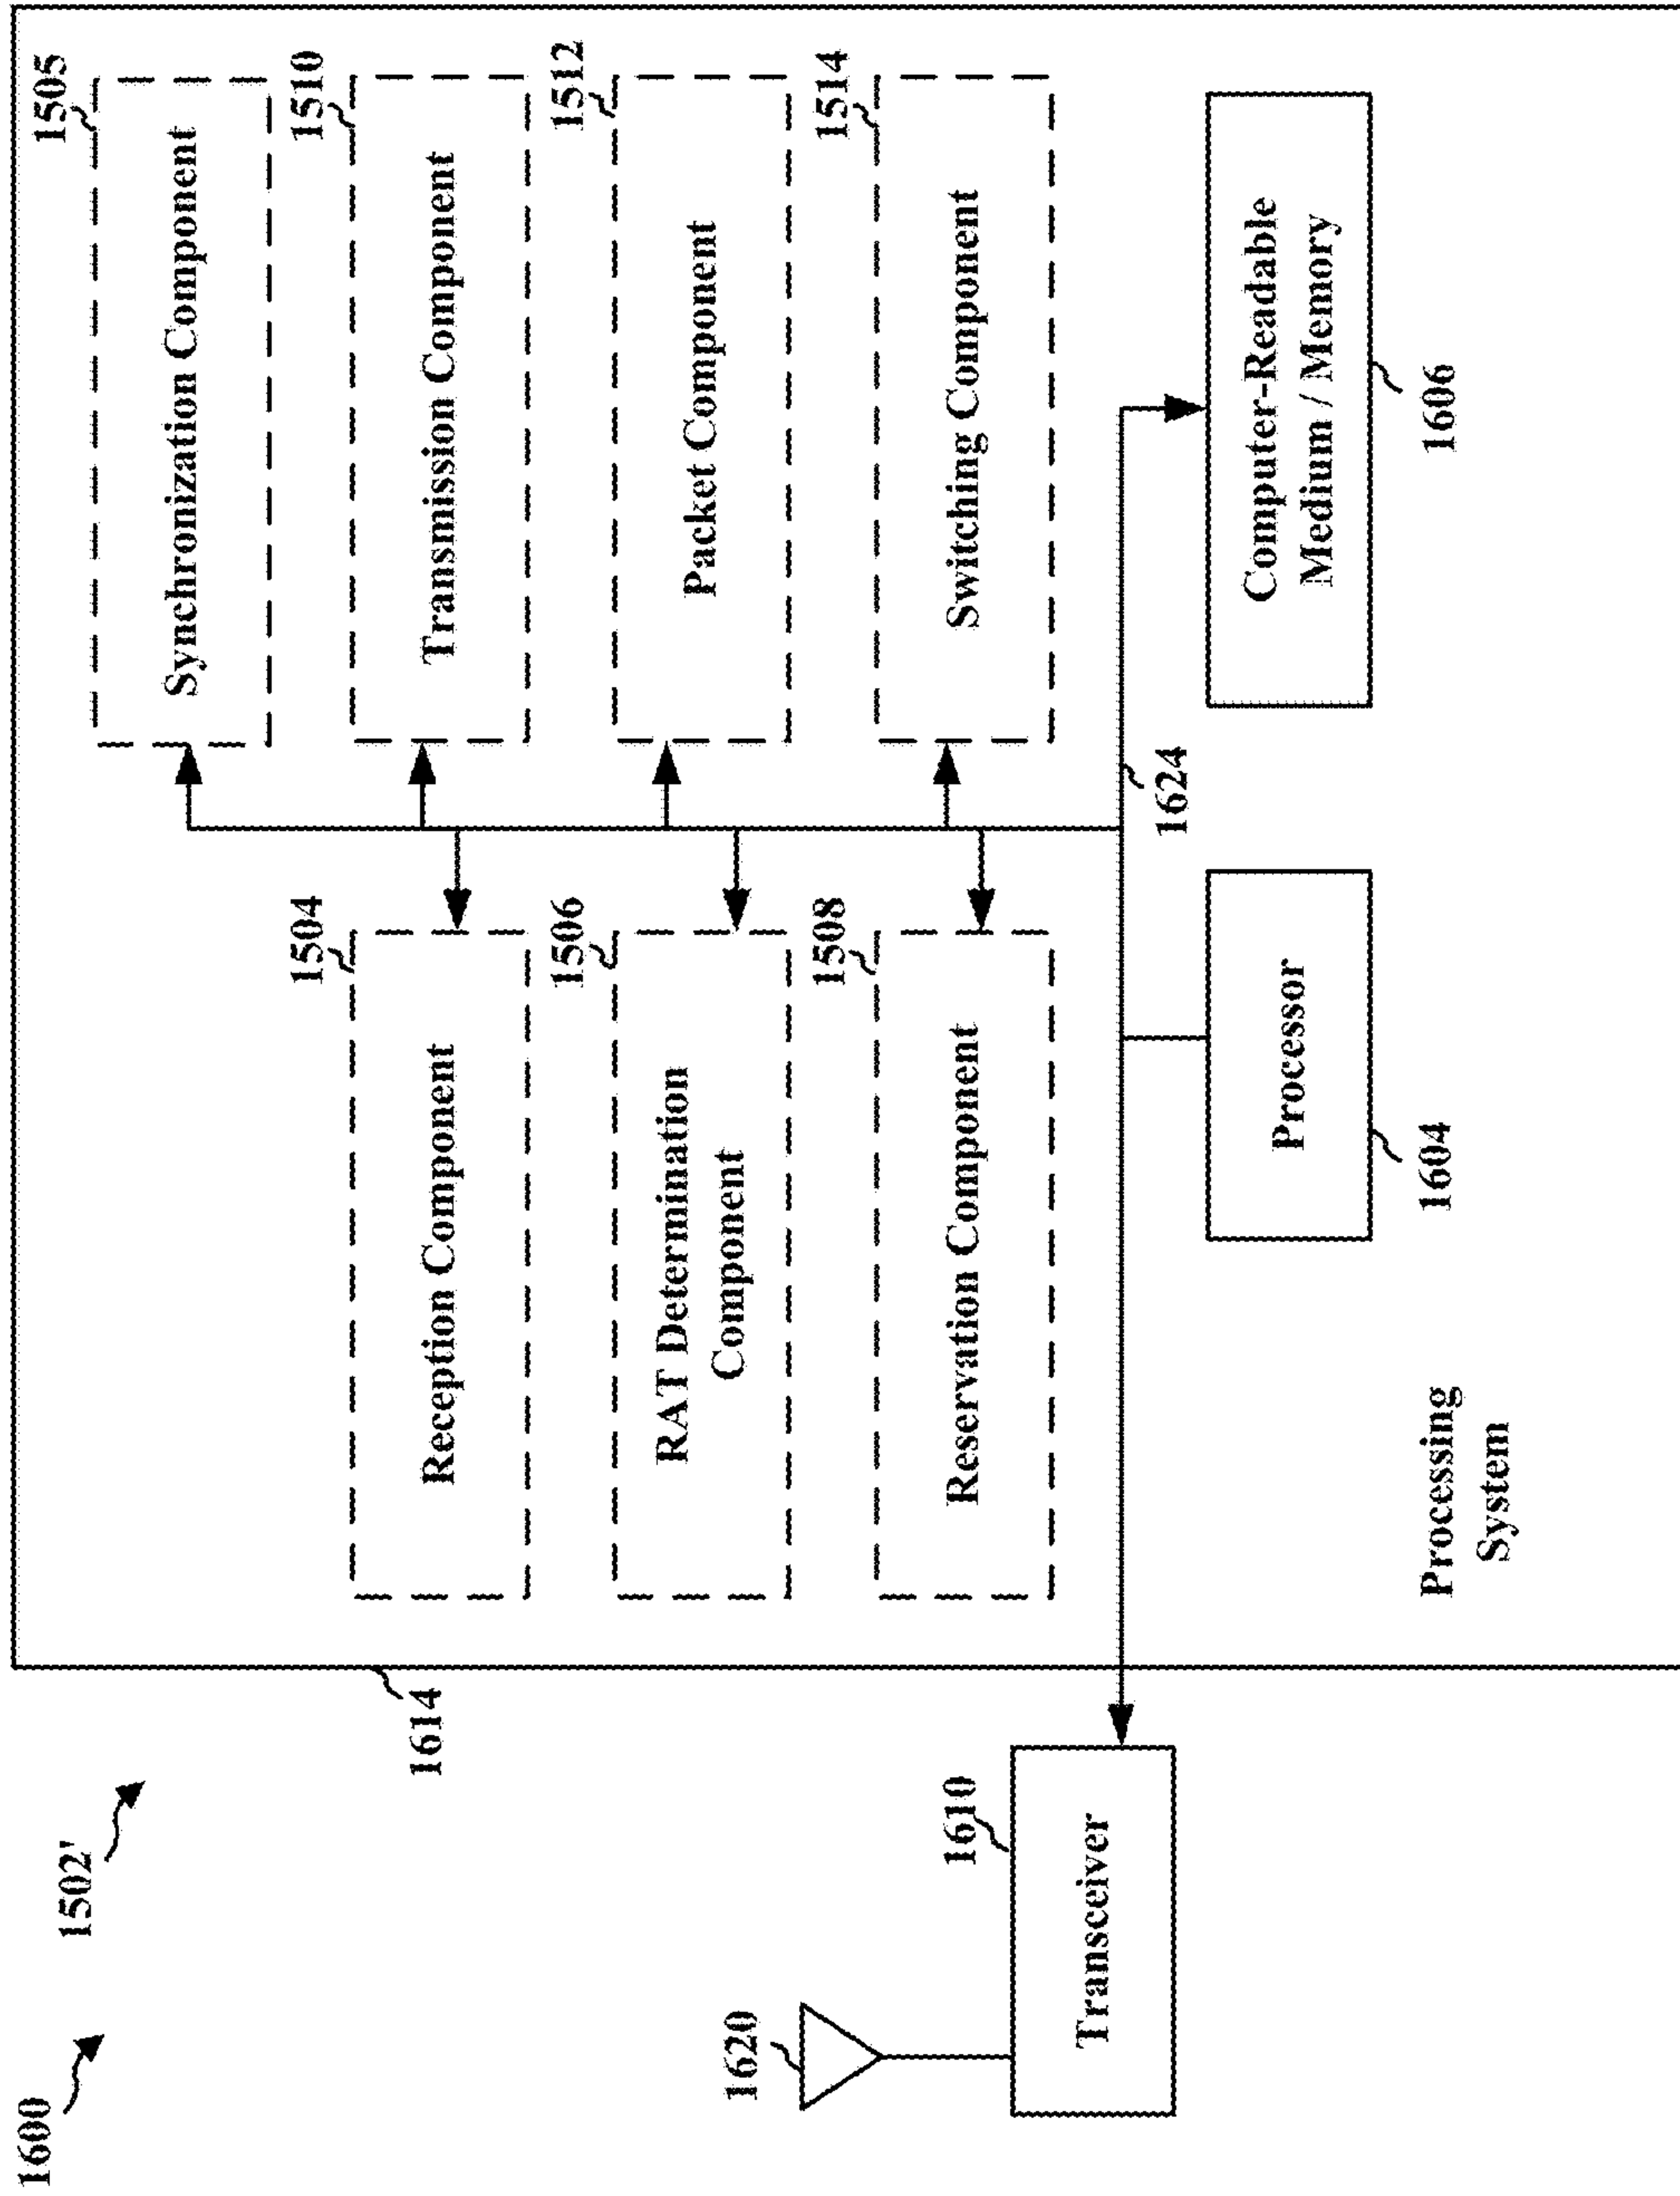 1600
1502'
1614
1505
Synchronization Component
1504
Reception Component
1510
Transmission Component
1506
RAT Determination
Component
1512
Packet Component
1508
Reservation Component
1514
Switching Component
1620
1610
Transceiver
1624
Processor
1604
Computer-Readable
Medium / Memory
1606
Processing
System